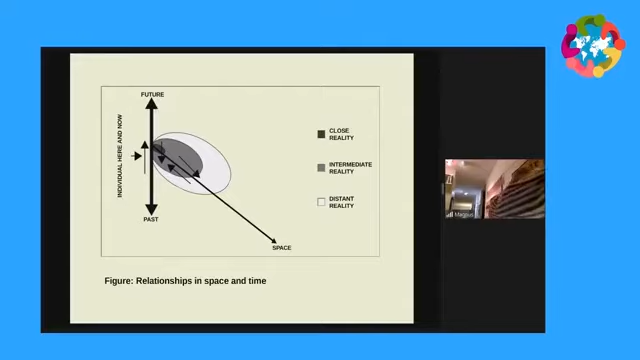 FUTURE
INDIVIDUAL HERE AND NOW
CLOSE
REALITY
INTERMEDIATE
REALITY
DISTANT
REALITY
PAST
SPACE
Figure: Relationships in space and time
Magnus